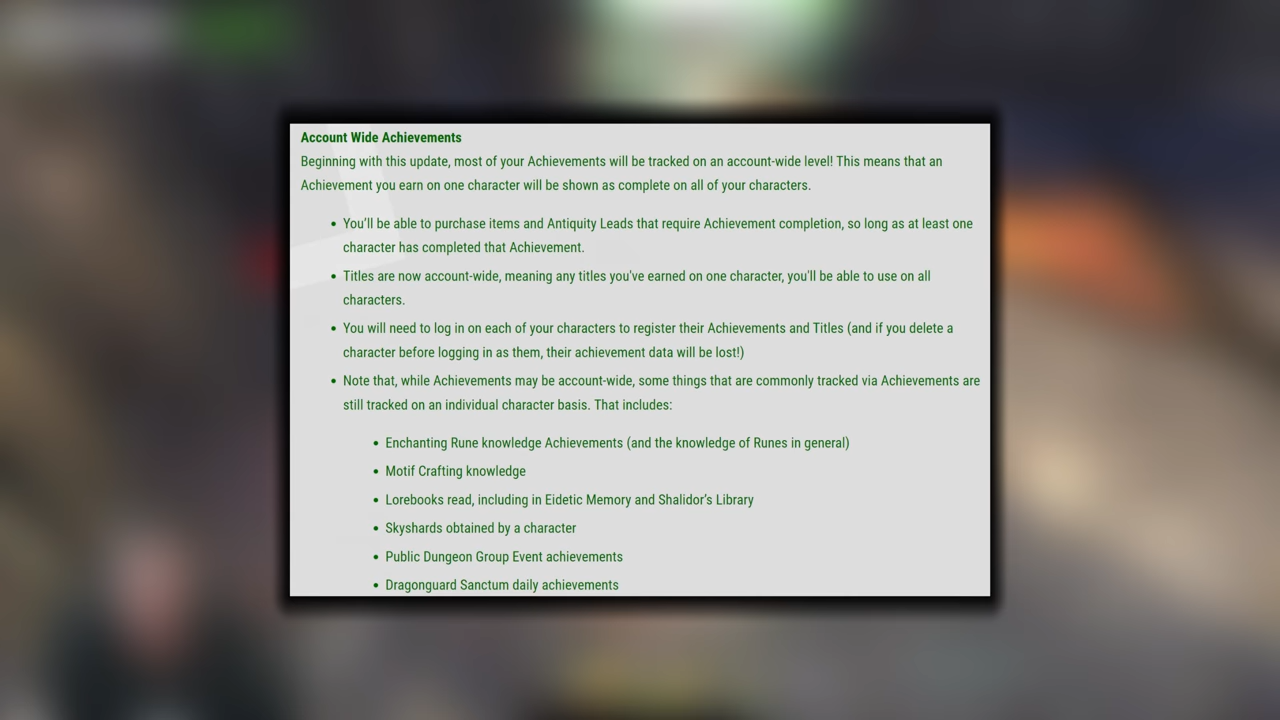 Account Wide Achievements
Beginning with this update, most of your Achievements will be tracked on an account-wide level! This means that an
Achievement you earn on one character will be shown as complete on all of your characters.
• You’ll be able to purchase items and Antiquity Leads that require Achievement completion, so long as at least one
character has completed that Achievement.
• Titles are now account-wide, meaning any titles you've earned on one character, you'll be able to use on all
characters.
• You will need to log in on each of your characters to register their Achievements and Titles (and if you delete a
character before logging in as them, their achievement data will be lost!)
• Note that, while Achievements may be account-wide, some things that are commonly tracked via Achievements are
still tracked on an individual character basis. That includes:
• Enchanting Rune knowledge Achievements (and the knowledge of Runes in general)
• Motif Crafting knowledge
• Lorebooks read, including in Eidetic Memory and Shalidor’s Library
• Skyshards obtained by a character
• Public Dungeon Group Event achievements
• Dragonguard Sanctum daily achievements